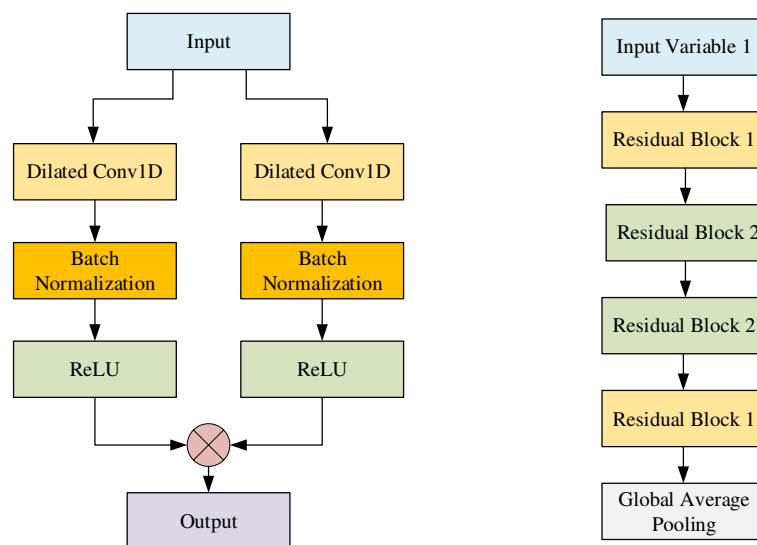 Input
Dilated Conv1D
Dilated Conv1D
Batch
Normalization
Batch
Normalization
ReLU
ReLU
Output
Input Variable 1
Residual Block 1
Residual Block 2
Residual Block 2
Residual Block 1
Global Average
Pooling